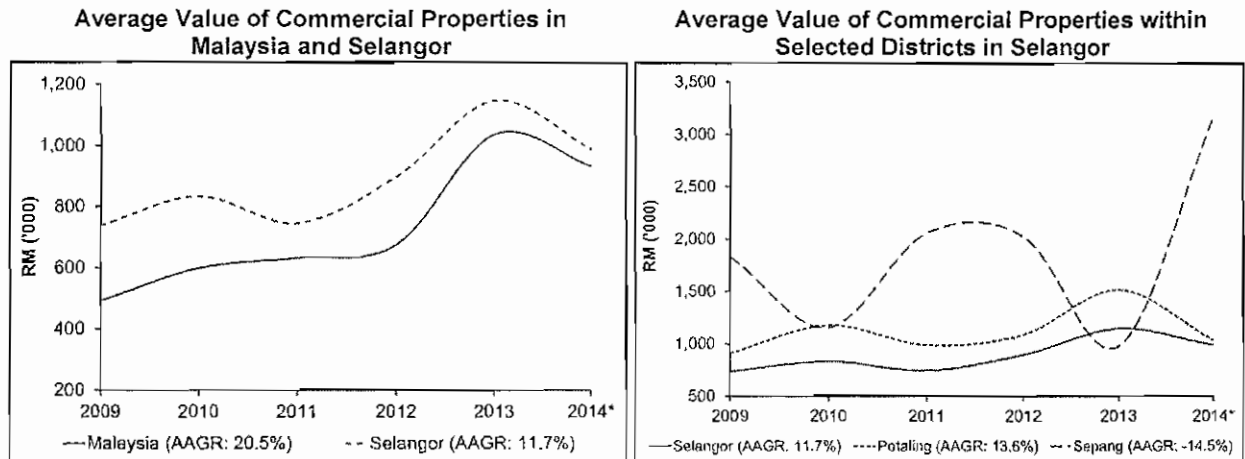 Average Value of Commercial Properties in
Malaysia and Selangor
1,200
1,000
800
600
400
200
RM ('000)
2009 2010 2011 2012 2013 2014*
Malaysia (AAGR: 20.5%) Selangor (AAGR: 11.7%)
Average Value of Commercial Properties within
Selected Districts in Selangor
3,500
3,000
2,500
2,000
1,500
1,000
500
RM ('000)
2009 2010 2011 2012 2013 2014*
Selangor (AAGR: 11.7%) Petaling (AAGR: 13.6%) Sepang (AAGR: -14.5%)